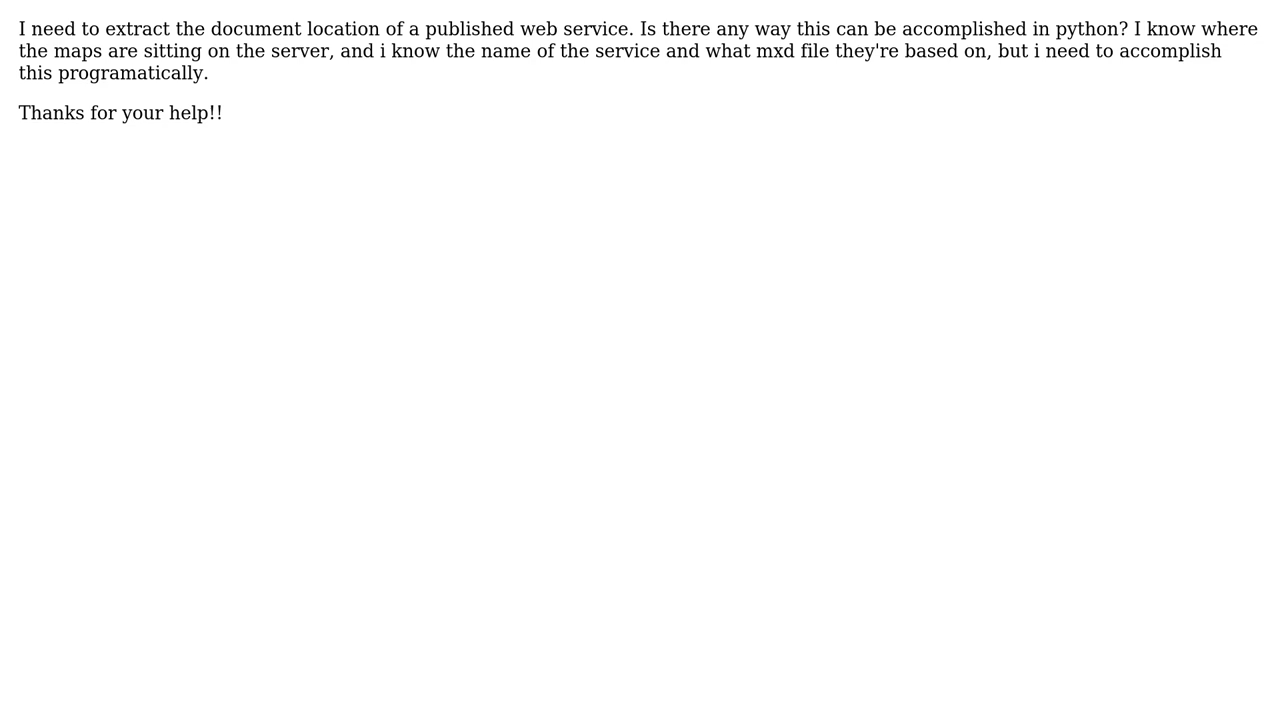 I need to extract the document location of a published web service. Is there any way this can be accomplished in python? I know where
the maps are sitting on the server, and i know the name of the service and what mxd file they're based on, but i need to accomplish
this programatically.
Thanks for your help!!